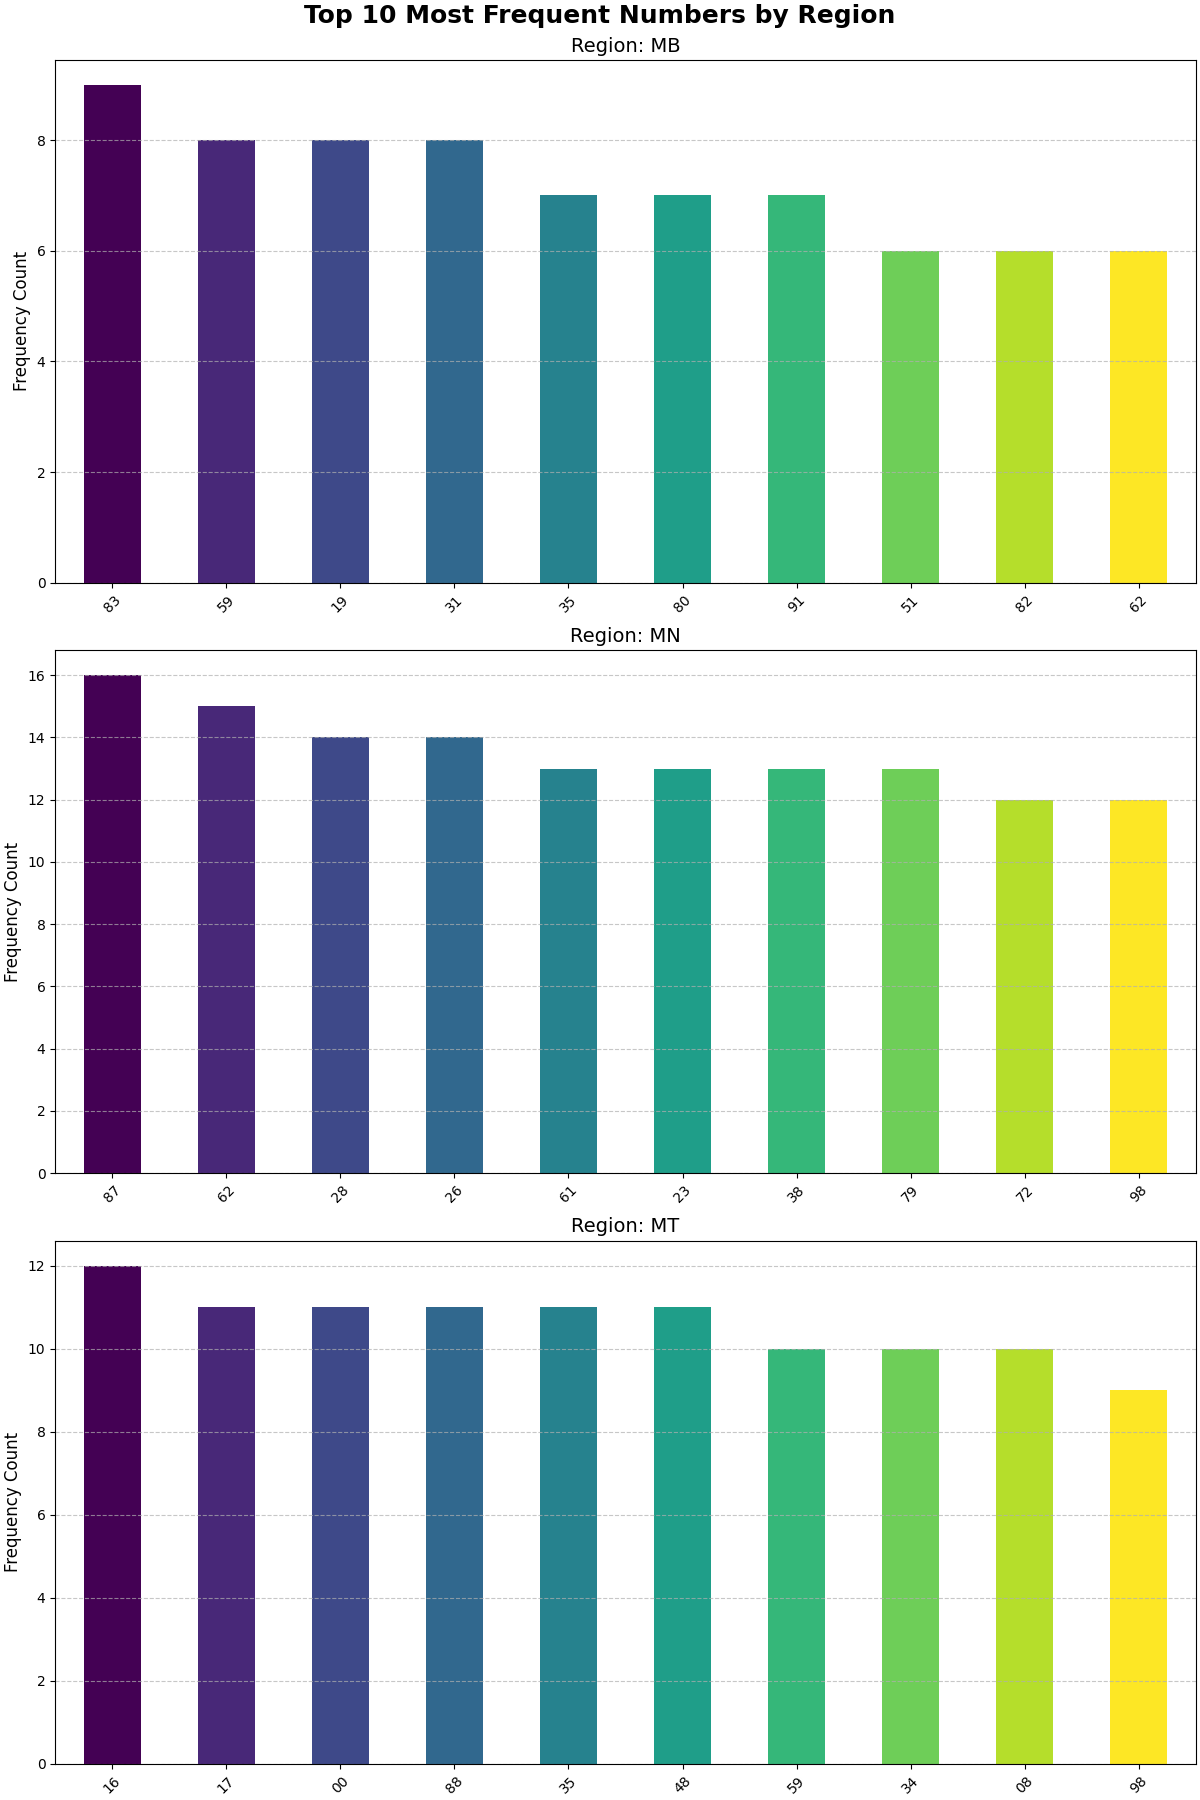 Top 10 Most Frequent Numbers by Region
Region: MB
Frequency Count
8
6
4
2
0
83 59 19 31 35 80 91 51 82 62
Region: MN
Frequency Count
16
14
12
10
8
6
4
2
0
87 62 28 26 61 23 38 79 72 98
Region: MT
Frequency Count
12
10
8
6
4
2
0
16 17 00 88 35 48 59 34 08 98